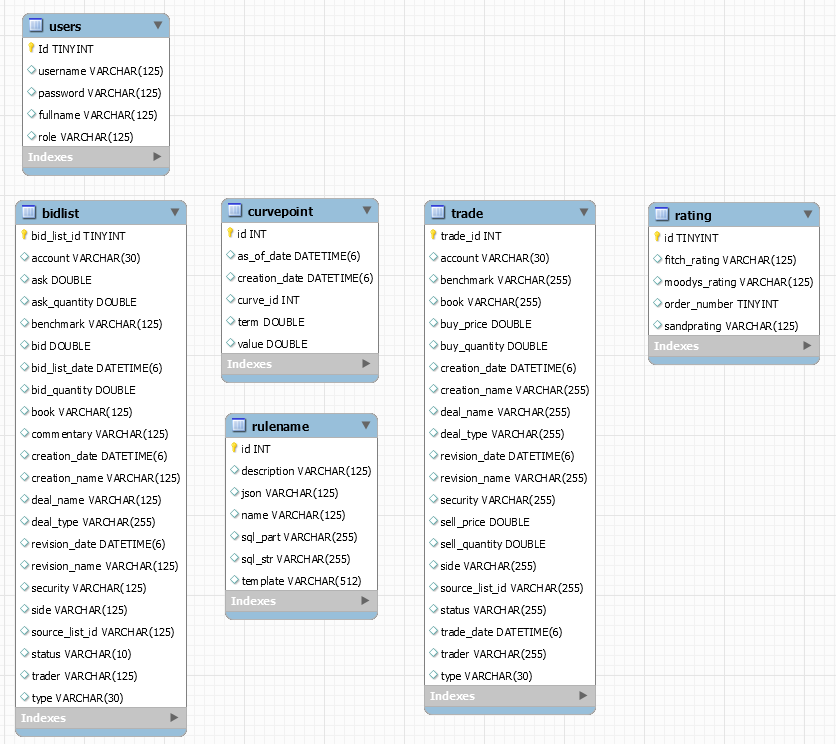 users
Id TINYINT
username VARCHAR(125)
password VARCHAR(125)
fullname VARCHAR(125)
role VARCHAR(125)
Indexes
bidlist
bid_list_id TINYINT
account VARCHAR(30)
ask DOUBLE
ask_quantity DOUBLE
benchmark VARCHAR(125)
bid DOUBLE
bid_list_date DATETIME(6)
bid_quantity DOUBLE
book VARCHAR(125)
commentary VARCHAR(125)
creation_date DATETIME(6)
creation_name VARCHAR(125)
deal_name VARCHAR(125)
deal_type VARCHAR(255)
revision_date DATETIME(6)
revision_name VARCHAR(125)
security VARCHAR(125)
side VARCHAR(125)
source_list_id VARCHAR(125)
status VARCHAR(10)
trader VARCHAR(125)
type VARCHAR(30)
Indexes
curvepoint
id INT
as_of_date DATETIME(6)
creation_date DATETIME(6)
curve_id INT
term DOUBLE
value DOUBLE
Indexes
rulename
id INT
description VARCHAR(125)
json VARCHAR(125)
name VARCHAR(125)
sql_part VARCHAR(255)
sql_str VARCHAR(255)
template VARCHAR(512)
Indexes
trade
trade_id INT
account VARCHAR(30)
benchmark VARCHAR(255)
book VARCHAR(255)
buy_price DOUBLE
buy_quantity DOUBLE
creation_date DATETIME(6)
creation_name VARCHAR(255)
deal_name VARCHAR(255)
deal_type VARCHAR(255)
revision_date DATETIME(6)
revision_name VARCHAR(255)
security VARCHAR(255)
sell_price DOUBLE
sell_quantity DOUBLE
side VARCHAR(255)
source_list_id VARCHAR(255)
status VARCHAR(255)
trade_date DATETIME(6)
trader VARCHAR(255)
type VARCHAR(30)
Indexes
rating
id TINYINT
fitch_rating VARCHAR(125)
moodys_rating VARCHAR(125)
order_number TINYINT
sandprating VARCHAR(125)
Indexes